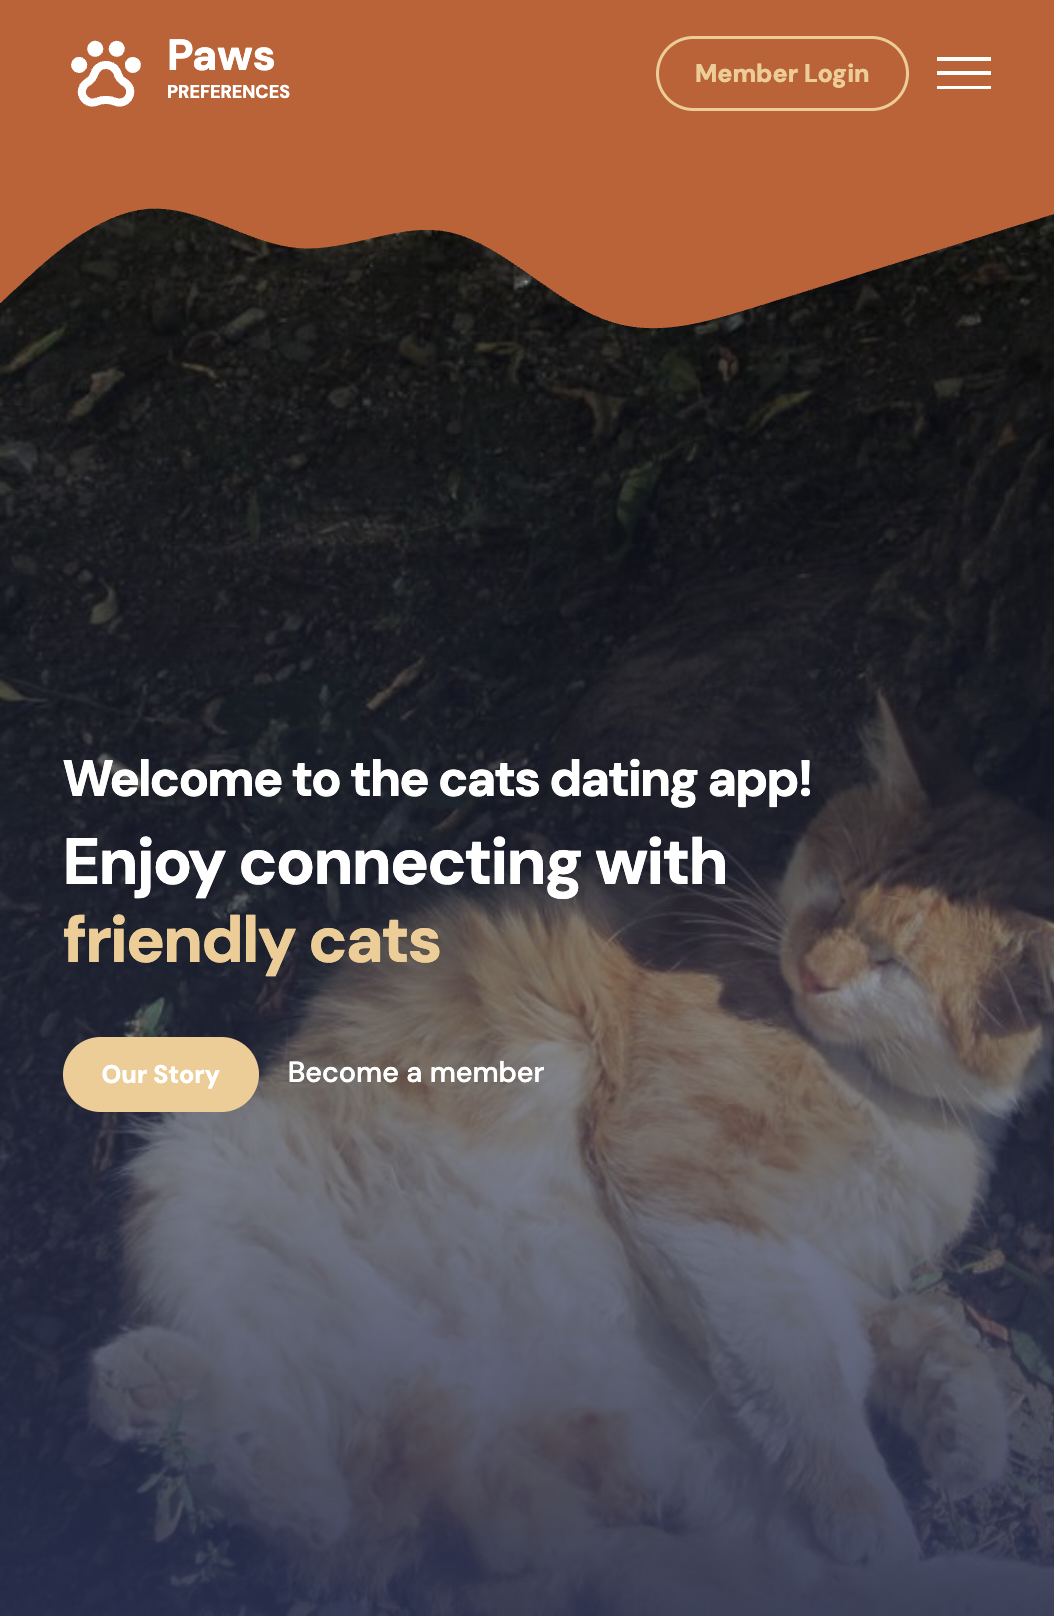 Paws
PREFERENCES
Member Login
Welcome to the cats dating app!
Enjoy connecting with
friendly cats
Our Story
Become a member